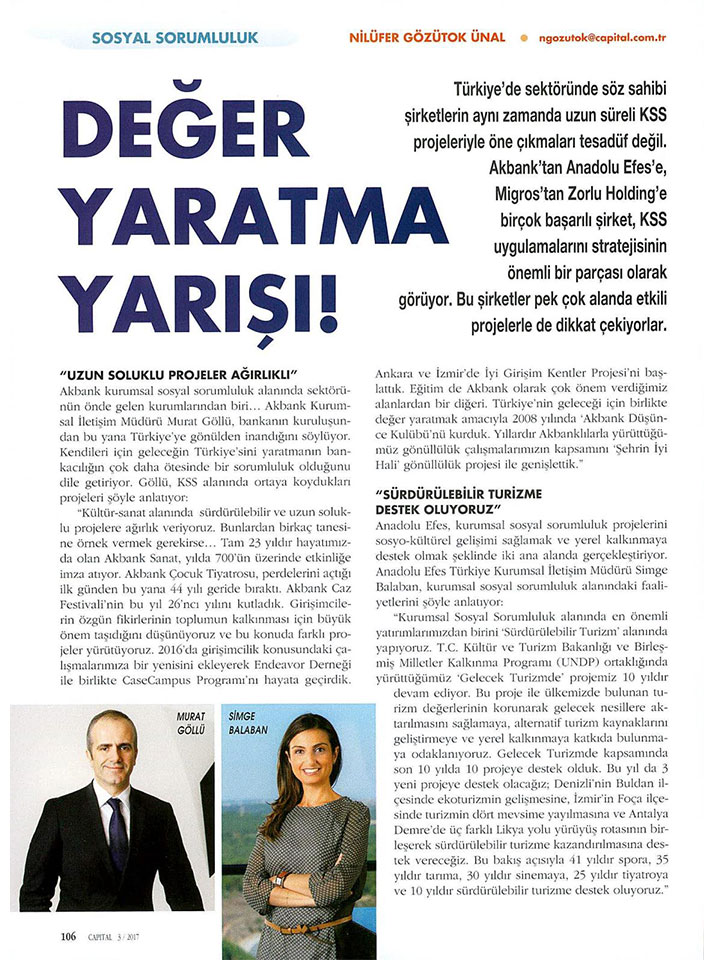 SOSYAL SORUMLULUK
NİLÜFER GÖZÜTOK ÜNAL • ngozutok@capital.com.tr
DEĞER
YARATMA
YARIŞI!
Türkiye’de sektöründe söz sahibi
şirketlerin aynı zamanda uzun süreli KSS
projeleriyle öne çıkmaları tesadüf değil.
Akbank’tan Anadolu Efes’e,
Migros’tan Zorlu Holding’e
birçok başarılı şirket, KSS
uygulamalarını stratejisinin
önemli bir parçası olarak
görüyor. Bu şirketler pek çok alanda etkili
projelerle de dikkat çekiyorlar.
“UZUN SOLUKLU PROJELER AĞIRLIKLI”
Akbank kurumsal sosyal sorumluluk alanında sektörü-
nün önde gelen kurumlarından biri… Akbank Kurum-
sal İletişim Müdürü Murat Göllü, bankanın kuruluşun-
dan bu yana Türkiye’ye gönülden inandığını söylüyor.
Kendileri için geleceğin Türkiye’sini yaratmanın ban-
kacılığın çok daha ötesinde bir sorumluluk olduğunu
dile getiriyor. Göllü, KSS alanında ortaya koydukları
projeleri şöyle anlatıyor:
“Kültür-sanat alanında sürdürülebilir ve uzun soluk-
lu projelere ağırlık veriyoruz. Bunlardan birkaç tanesi-
ne örnek vermek gerekirse… Tam 23 yıldır hayatımız-
da olan Akbank Sanat, yılda 700’ün üzerinde etkinliğe
imza atıyor. Akbank Çocuk Tiyatrosu, perdelerini açtığı
ilk günden bu yana 44 yılı geride bıraktı. Akbank Caz
Festivali’nin bu yıl 26’ncı yılını kutladık. Girişimcile-
rin özgün fikirlerinin toplumun kalkınması için büyük
önem taşıdığını düşünüyoruz ve bu konuda farklı pro-
jeler yürütüyoruz. 2016’da girişimcilik konusundaki ça-
lışmalarımıza bir yenisini ekleyerek Endeavor Derneği
ile birlikte CaseCampus Programı’nı hayata geçirdik.
Ankara ve İzmir’de İyi Girişim Kentler Projesi’ni baş-
lattık. Eğitim de Akbank olarak çok önem verdiğimiz
alanlardan bir diğeri. Türkiye’nin geleceği için birlikte
değer yaratmak amacıyla 2008 yılında ‘Akbank Düşün-
ce Kulübü’nü kurduk. Yıllardır Akbanklılarla yürüttüğü-
müz gönüllülük çalışmalarımızın kapsamını ‘Şehrin İyi
Hali’ gönüllülük projesi ile genişlettik.”
“SÜRDÜRÜLEBİLİR TURİZME
DESTEK OLUYORUZ”
Anadolu Efes, kurumsal sosyal sorumluluk projelerini
sosyo-kültürel gelişimi sağlamak ve yerel kalkınmaya
destek olmak şeklinde iki ana alanda gerçekleştiriyor.
Anadolu Efes Türkiye Kurumsal İletişim Müdürü Simge
Balaban, kurumsal sosyal sorumluluk alanındaki faali-
yetlerini şöyle anlatıyor:
“Kurumsal Sosyal Sorumluluk alanında en önemli
yatırımlarımızdan birini ‘Sürdürülebilir Turizm’ alanında
yapıyoruz. T.C. Kültür ve Turizm Bakanlığı ve Birleş-
miş Milletler Kalkınma Programı (UNDP) ortaklığında
yürüttüğümüz ‘Gelecek Turizmde’ projemiz 10 yıldır
devam ediyor. Bu proje ile ülkemizde bulunan tu-
rizm değerlerinin korunarak gelecek nesillere ak-
tarılmasını sağlamaya, alternatif turizm kaynaklarını
geliştirmeye ve yerel kalkınmaya katkıda bulunma-
ya odaklanıyoruz. Gelecek Turizmde kapsamında
son 10 yılda 10 projeye destek olduk. Bu yıl da 3
yeni projeye destek olacağız; Denizli’nin Buldan il-
çesinde ekoturizmin gelişmesine, İzmir’in Foça ilçe-
sinde turizmin dört mevsime yayılmasına ve Antalya
Demre’de üç farklı Likya yolu yürüyüş rotasının bir-
leşerek sürdürülebilir turizme kazandırılmasına des-
tek vereceğiz. Bu bakış açısıyla 41 yıldır spora, 35
yıldır tarıma, 30 yıldır sinemaya, 25 yıldır tiyatroya
ve 10 yıldır sürdürülebilir turizme destek oluyoruz.”
MURAT
GÖLLÜ
SİMGE
BALABAN
106 CAPITAL 3 / 2017